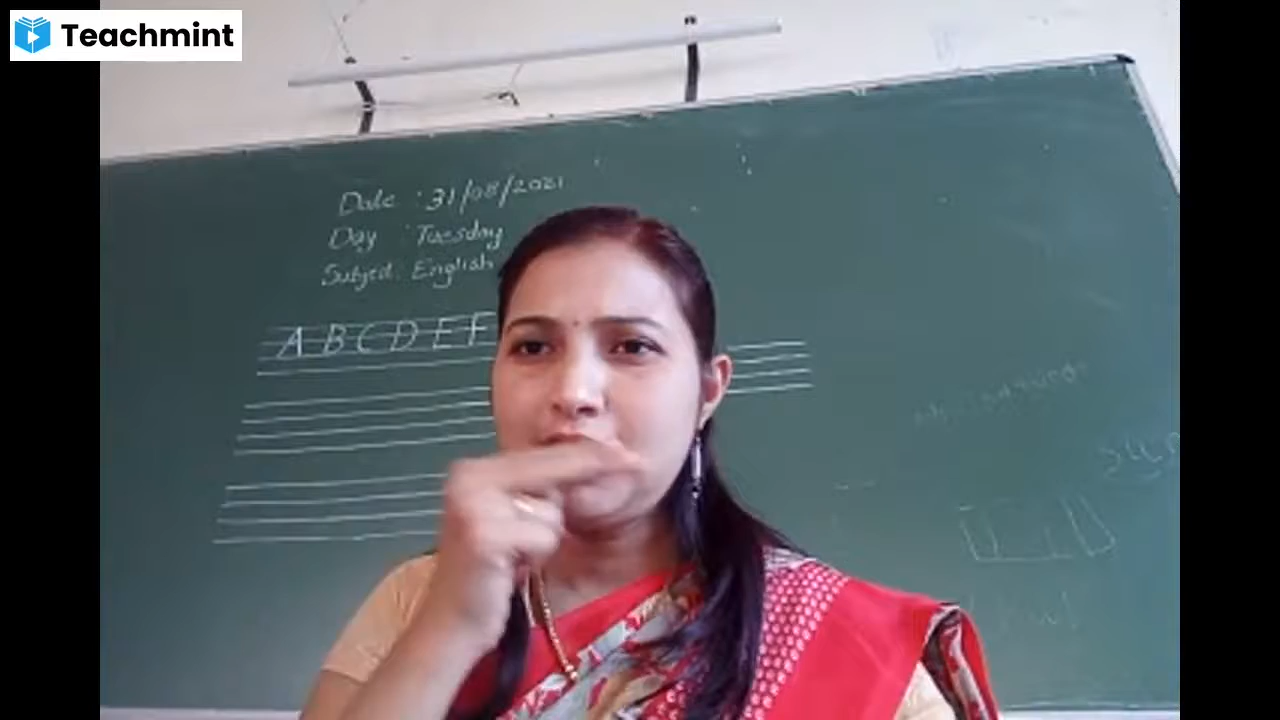 Teachmint
Date : 31/08/2021
Day : Tuesday
Subject : English
A B C D E F